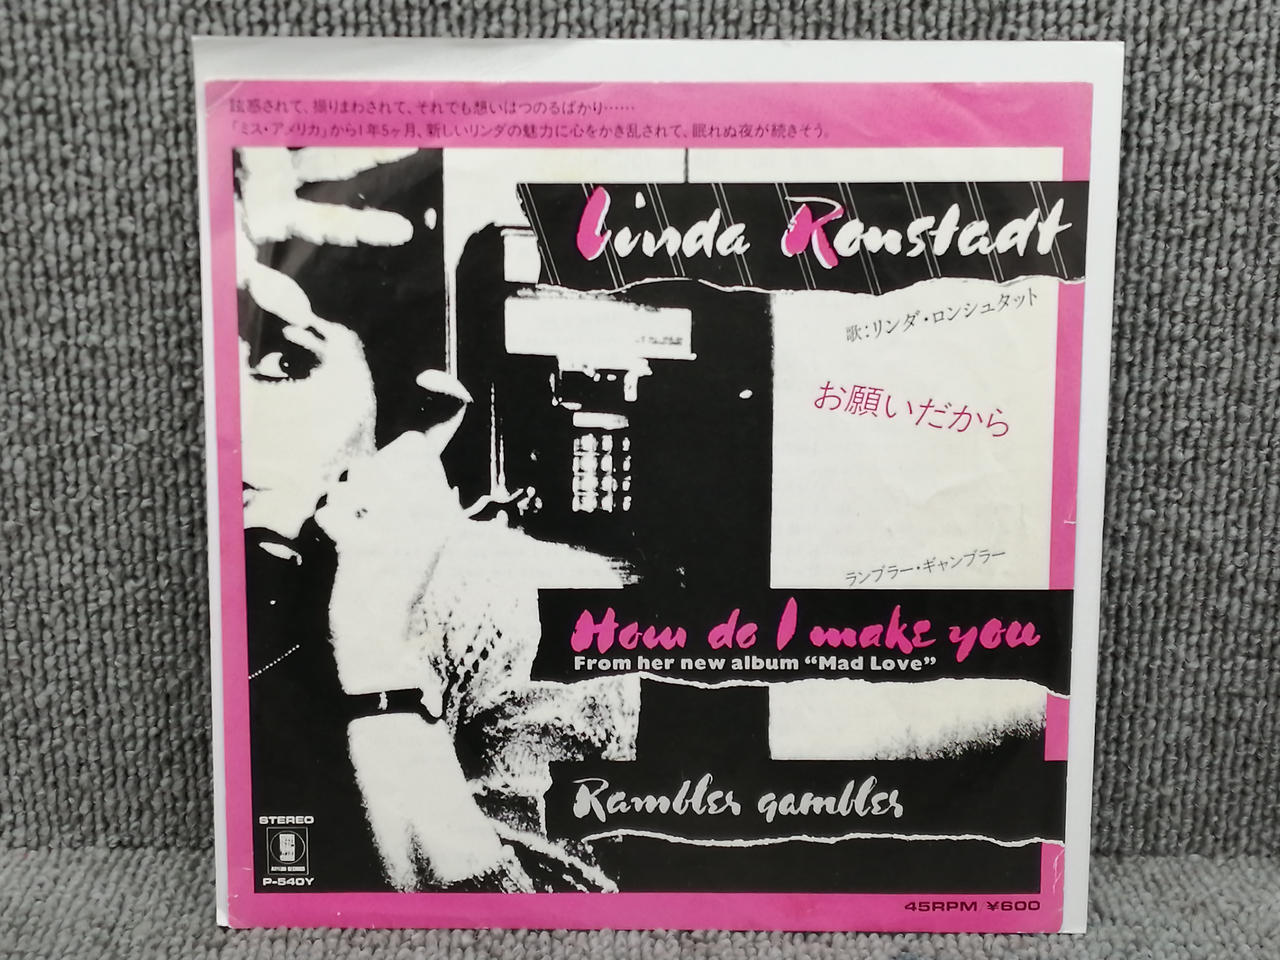 眩惑されて、撮りまわされて、それでも想いはつのるばかり……
「ミス・アメリカ」から1年5ヶ月、新しいリンダの魅力に心をかき乱されて、眠れぬ夜が続きそう。
Linda Ronstadt
歌：リンダ・ロンシュタット
お願いだから
ランブラー・ギャンブラー
How do I make you
From her new album “Mad Love”
Rambler gambler
STEREO
ASYLUM RECORDS
P-540Y
45RPM ¥600